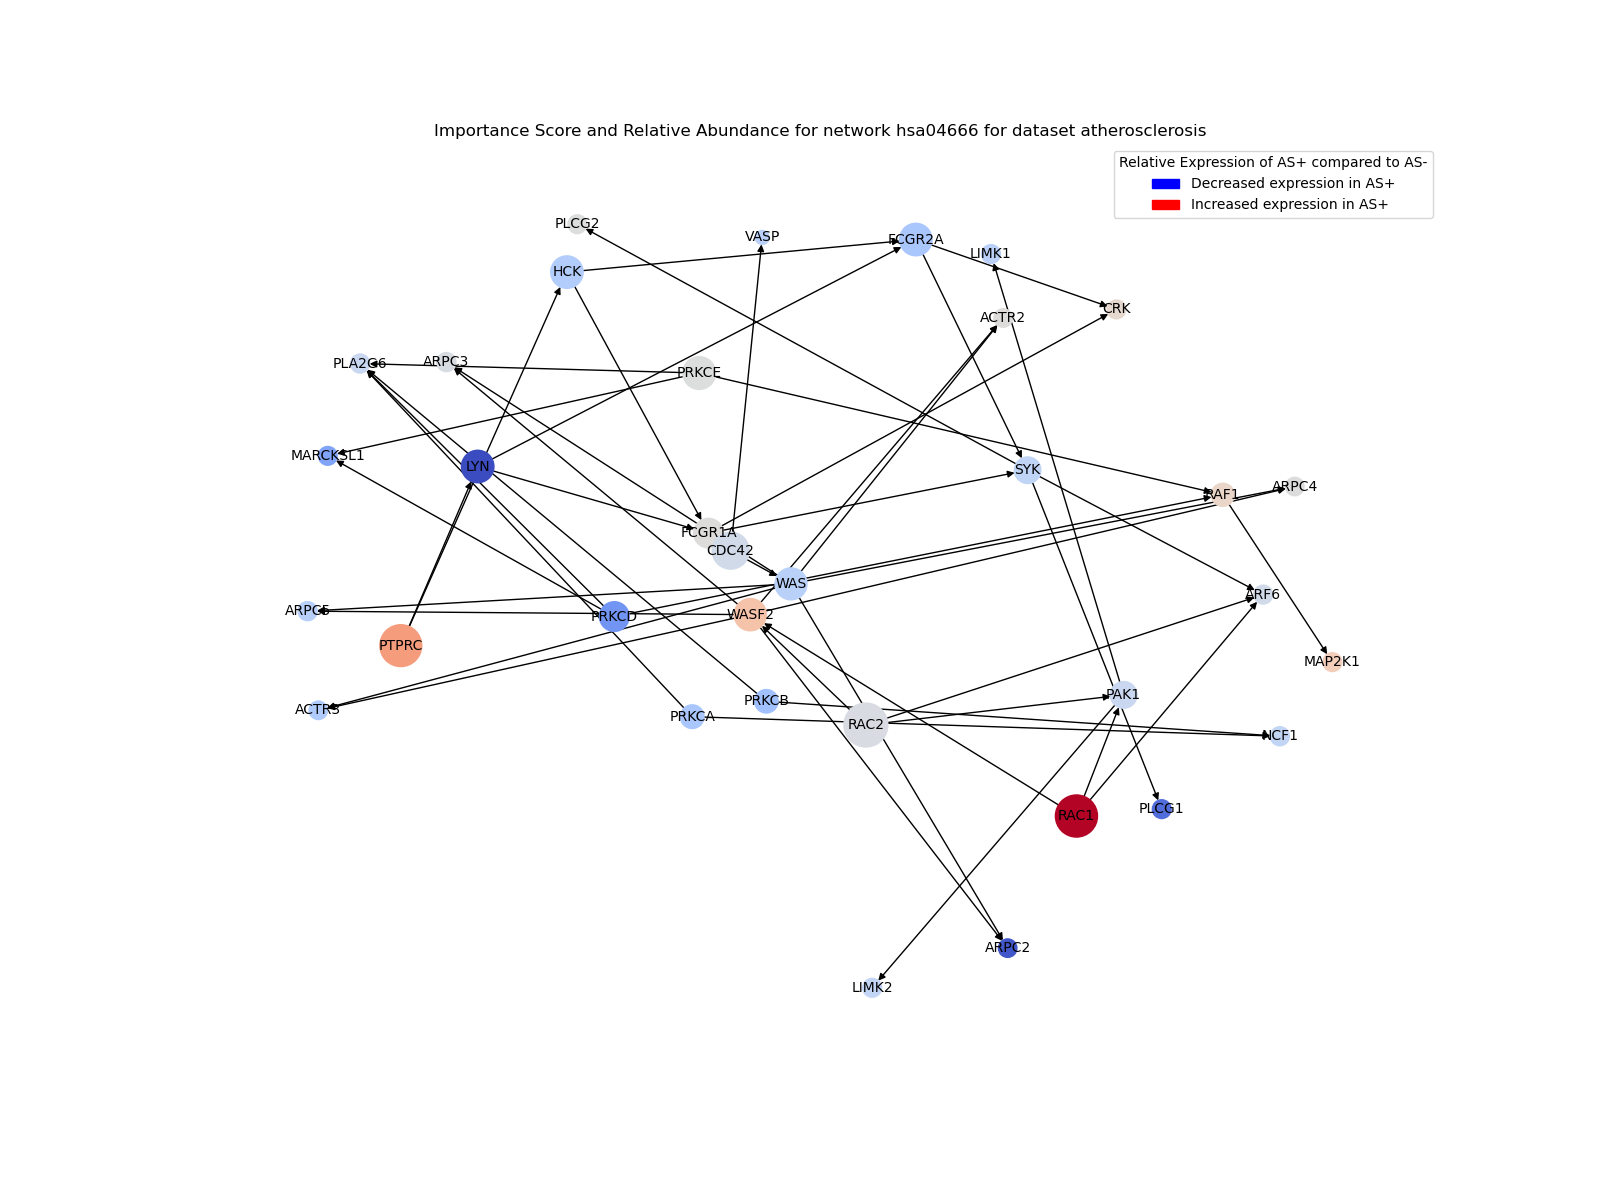 Importance Score and Relative Abundance for network hsa04666 for dataset atherosclerosis
Relative Expression of AS+ compared to AS-
Decreased expression in AS+
Increased expression in AS+
PLCG2
VASP
FCGR2A
LIMK1
HCK
CRK
ACTR2
PLA2G6
ARPC3
PRKCE
MARCKSL1
LYN
SYK
RAF1
ARPC4
FCGR1A
CDC42
WAS
ARF6
ARPC5
PRKCD
WASF2
PTPRC
MAP2K1
ACTR3
PRKCB
PRKCA
RAC2
PAK1
NCF1
RAC1
PLCG1
ARPC2
LIMK2